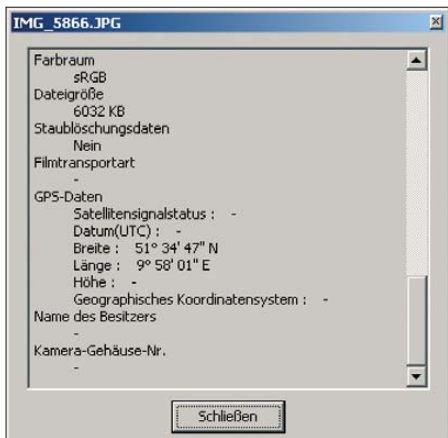 IMG_5866.JPG
Farbraum
sRGB
Dateigröße
6032 KB
Staublöschungsdaten
Nein
Filmtransportart
-
GPS-Daten
Satellitensignalstatus : -
Datum(UTC) : -
Breite : 51° 34' 47" N
Länge : 9° 58' 01" E
Höhe : -
Geographisches Koordinatensystem : -
Name des Besitzers
-
Kamera-Gehäuse-Nr.
-
Schließen